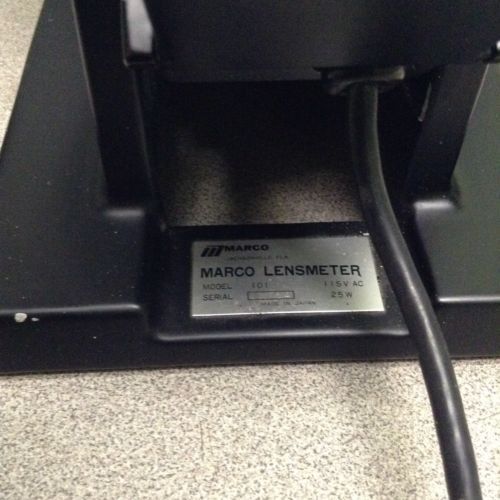 m MARCO
JACKSONVILLE, FLA.
MARCO LENSMETER
MODEL 101 115V AC
SERIAL 25W
MADE IN JAPAN